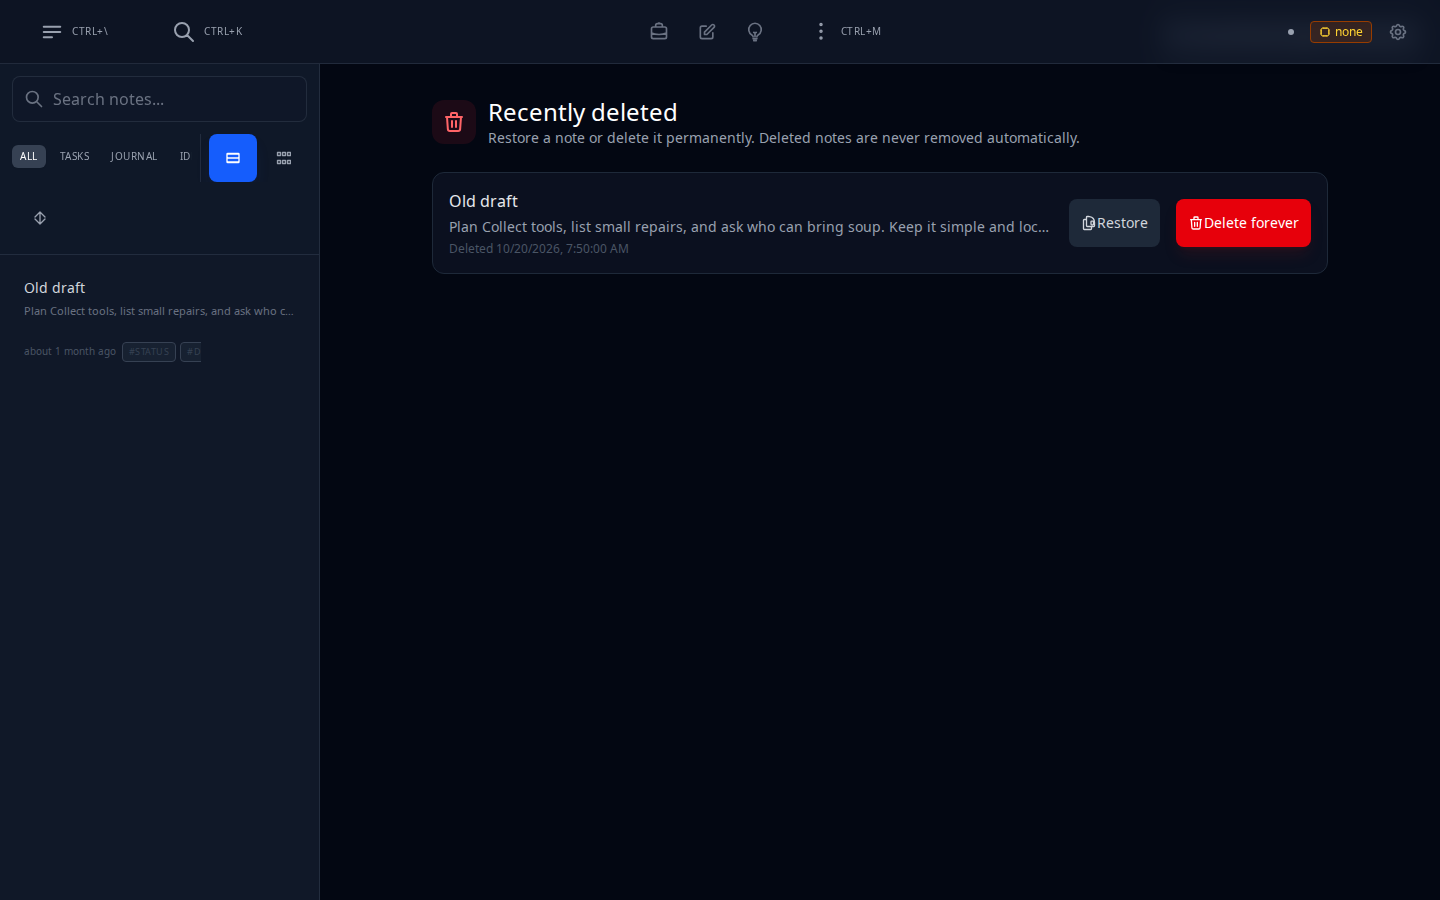 CTRL+\
CTRL+K
CTRL+M
none
Search notes...
ALL TASKS JOURNAL ID
Old draft
Plan Collect tools, list small repairs, and ask who c...
about 1 month ago #STATUS #D
Recently deleted
Restore a note or delete it permanently. Deleted notes are never removed automatically.
Old draft
Plan Collect tools, list small repairs, and ask who can bring soup. Keep it simple and loc...
Deleted 10/20/2026, 7:50:00 AM
Restore
Delete forever